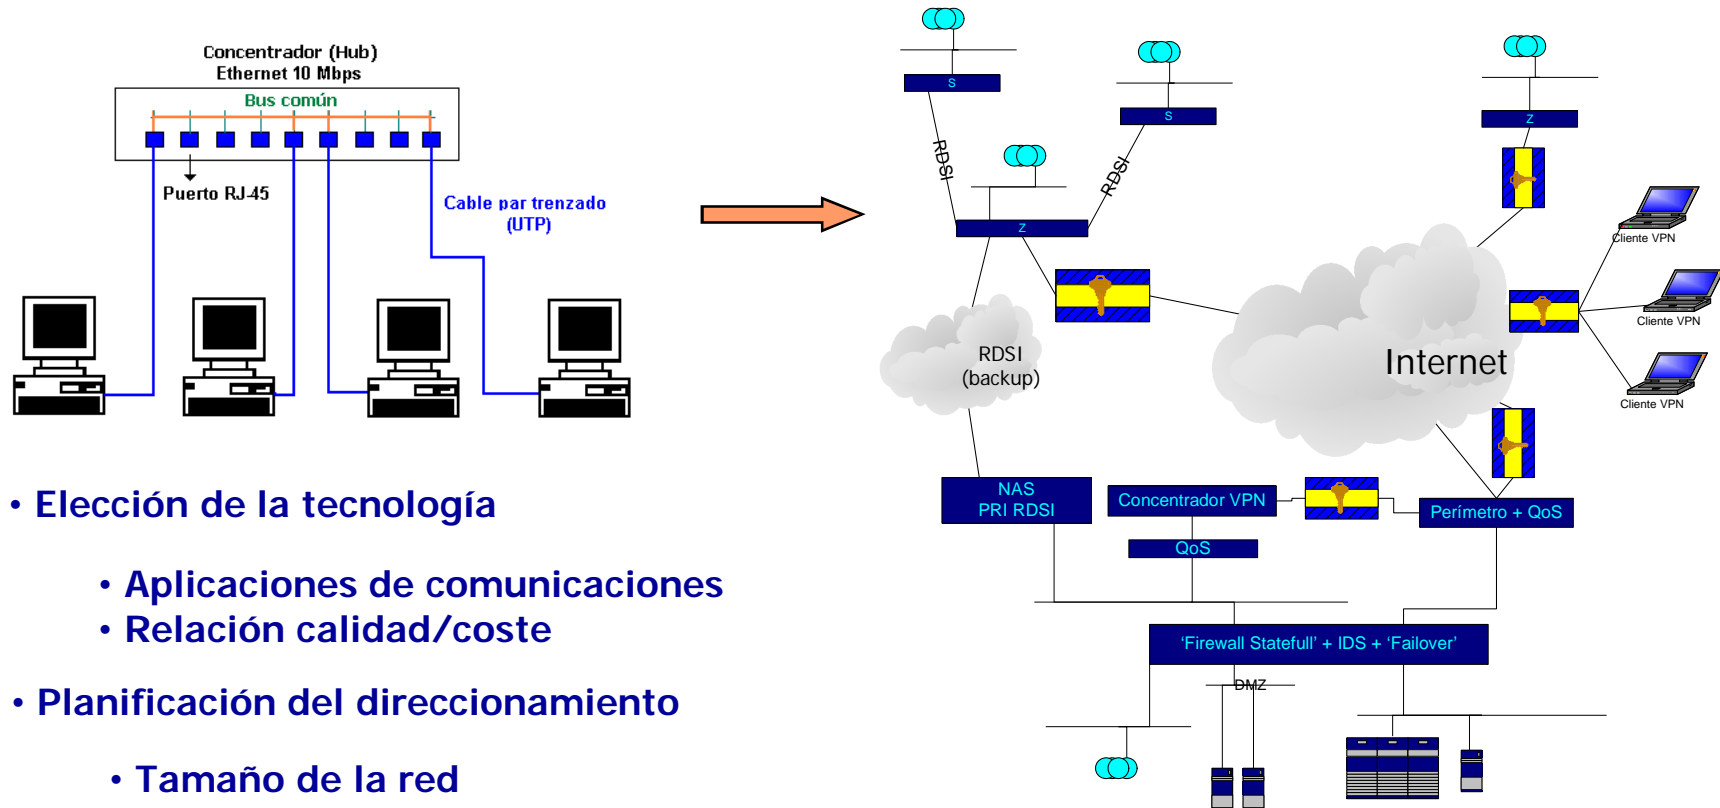 Concentrador (Hub)
Ethernet 10 Mbps
Bus común
Puerto RJ-45
Cable par trenzado
(UTP)
• Elección de la tecnología
• Aplicaciones de comunicaciones
• Relación calidad/coste
• Planificación del direccionamiento
• Tamaño de la red
S
S
Z
RDSI
RDSI
Z
Cliente VPN
Cliente VPN
Cliente VPN
RDSI
(backup)
Internet
NAS
PRI RDSI
Concentrador VPN
QoS
Perímetro + QoS
‘Firewall Statefull’ + IDS + ‘Failover’
DMZ